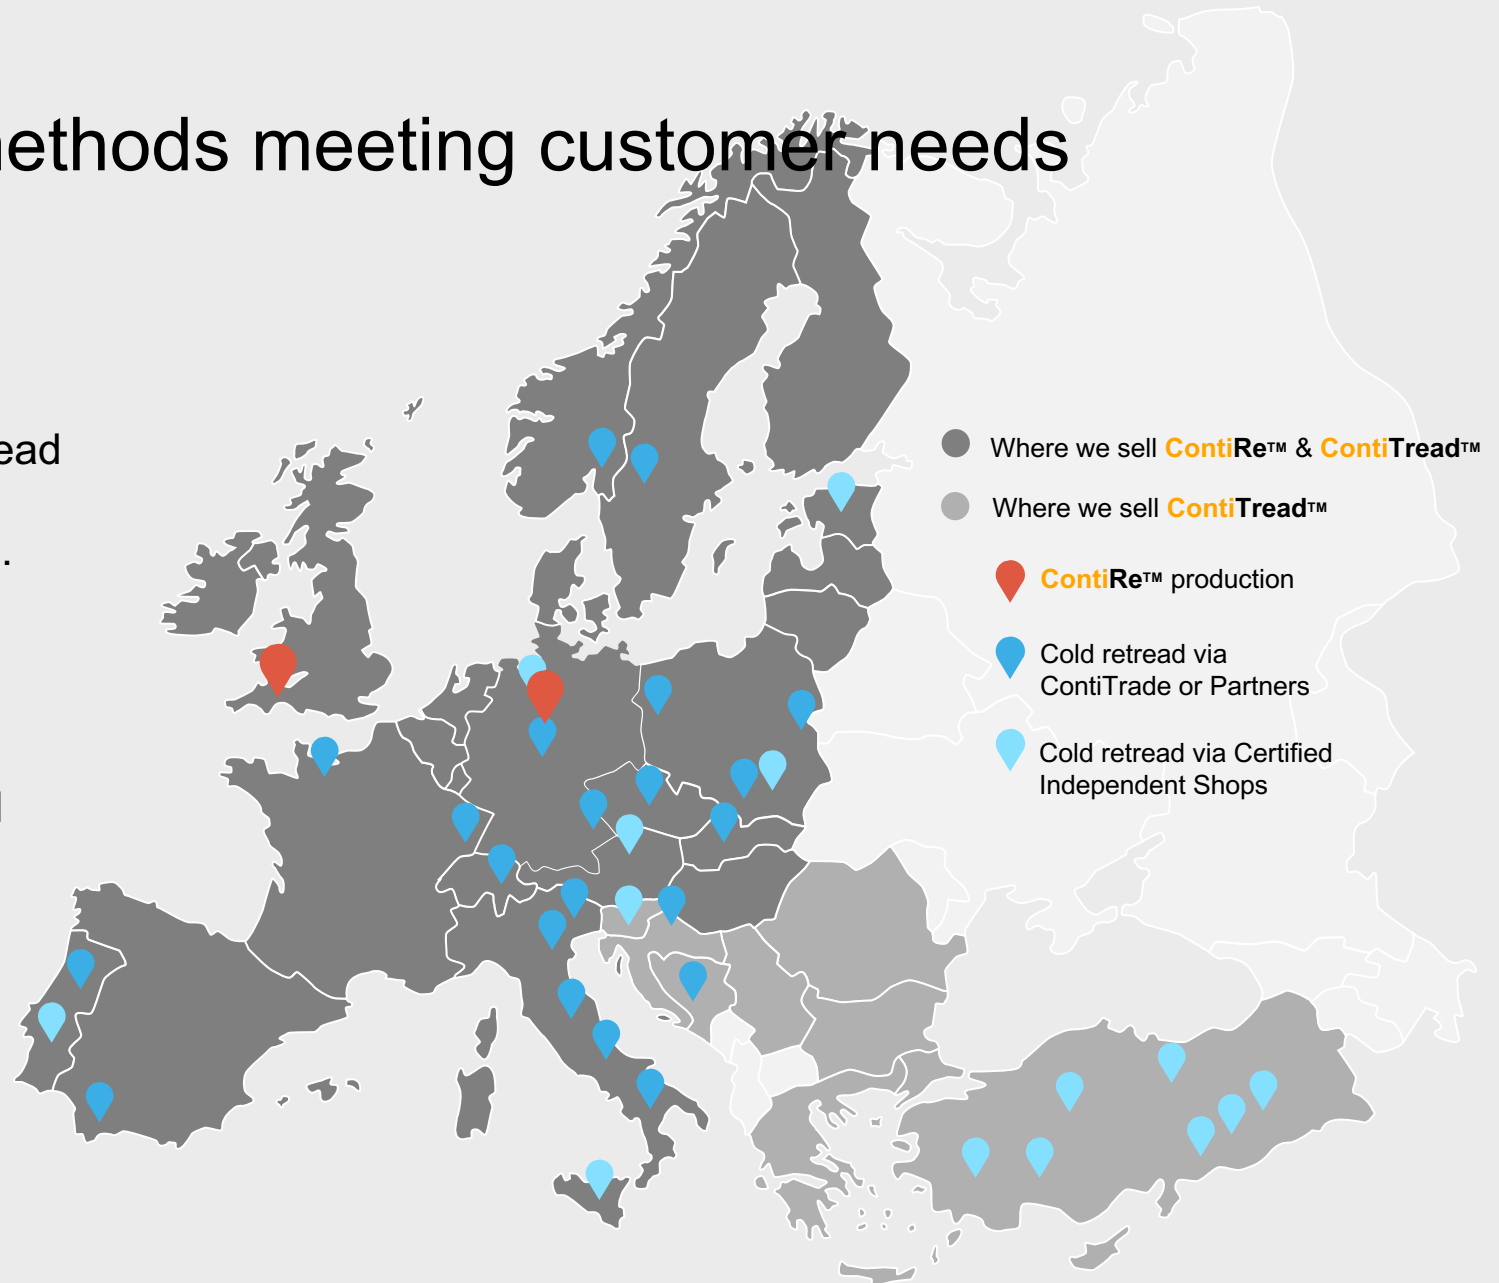 methods meeting customer needs
ead
.
Where we sell ContiRe™ & ContiTread™
Where we sell ContiTread™
ContiRe™ production
Cold retread via
ContiTrade or Partners
Cold retread via Certified
Independent Shops